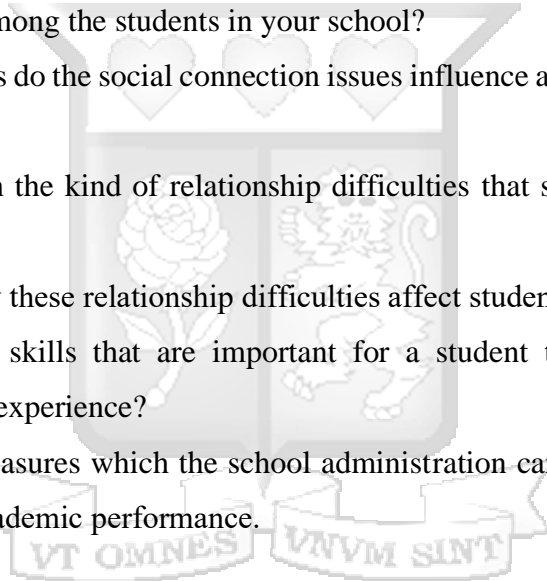 mong the students in your school?
s do the social connection issues influence a
n the kind of relationship difficulties that s
these relationship difficulties affect studen
skills that are important for a student t
experience?
asures which the school administration ca
ademic performance.
VT OMNES VNVM SINT